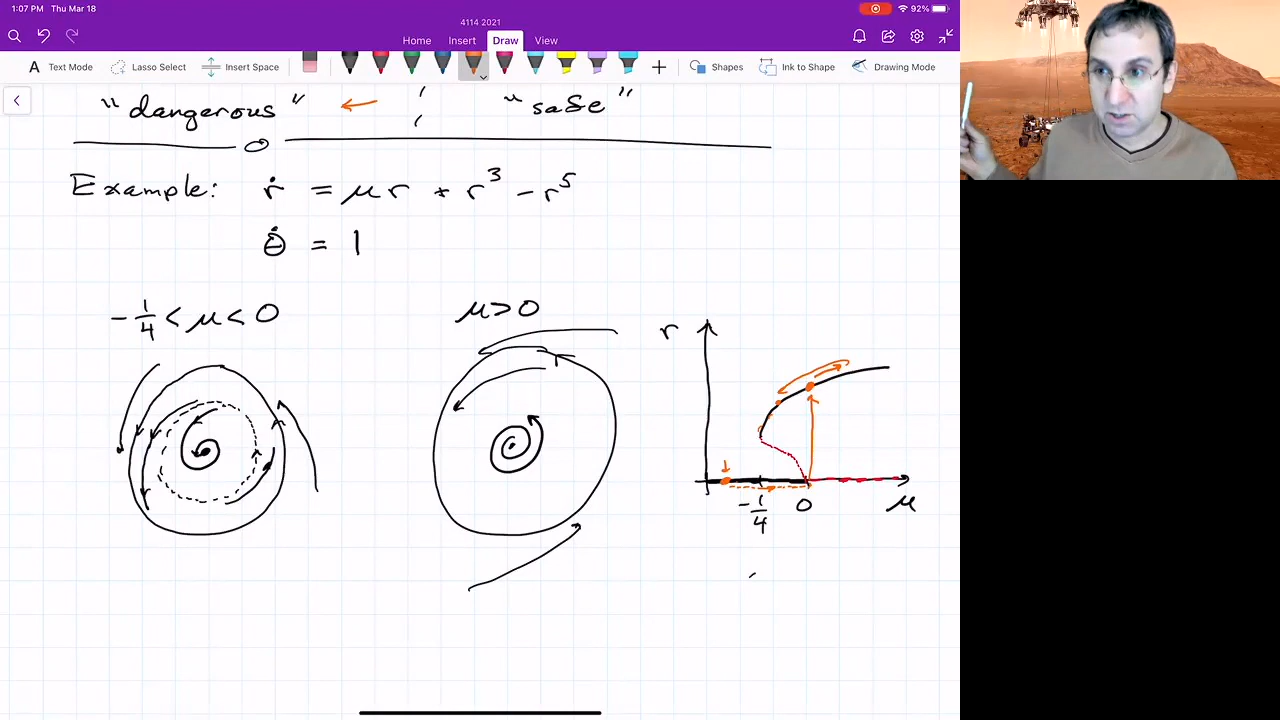 1:07 PM Thu Mar 18
92%
4114 2021
Home Insert Draw View
Text Mode Lasso Select Insert Space Shapes Ink to Shape Drawing Mode
"dangerous" ← "safe"
Example: ṙ = μr + r³ - r⁵
θ̇ = 1
-1/4 < μ < 0
μ > 0
r
-1/4 0 μ